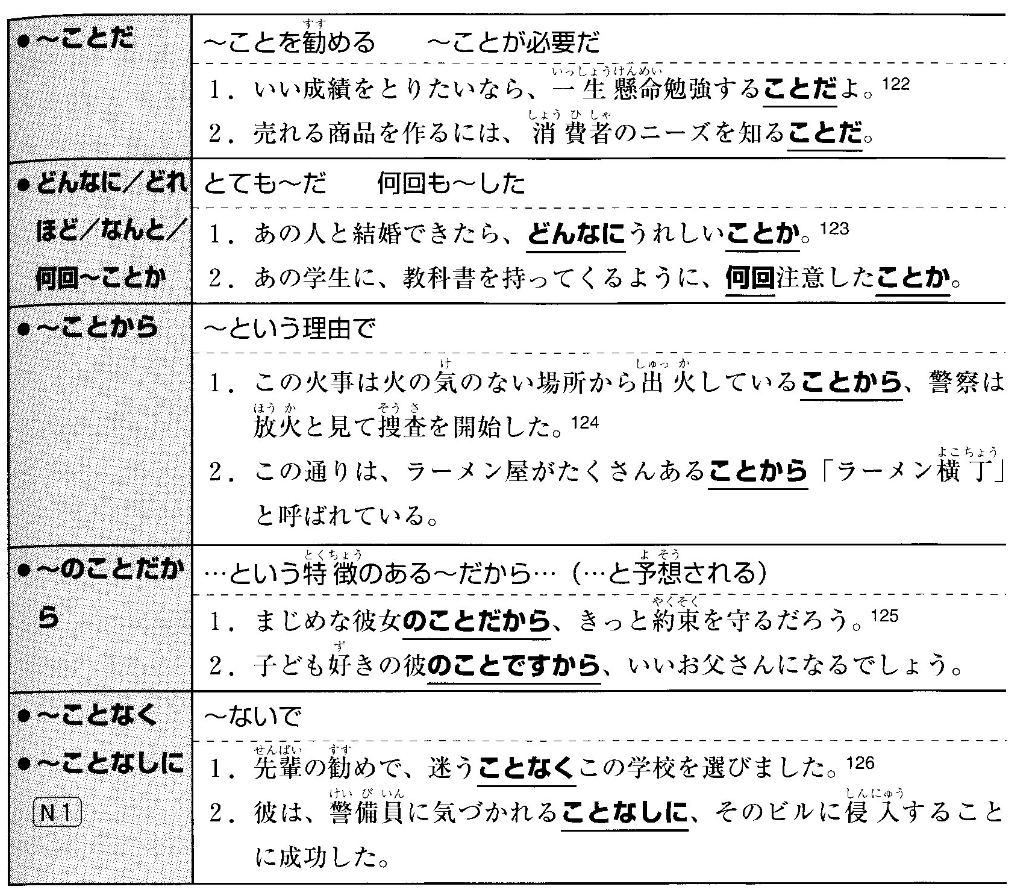 ●～ことだ
～ことを勧める　～ことが必要だ
1．いい成績をとりたいなら、一生懸命勉強することだよ。122
2．売れる商品を作るには、消費者のニーズを知ることだ。
●どんなに／どれ
ほど／なんと／
何回～ことか
とても～だ　何回も～した
1．あの人と結婚できたら、どんなにうれしいことか。123
2．あの学生に、教科書を持ってくるように、何回注意したことか。
●～ことから
～という理由で
1．この火事は火の気のない場所から出火していることから、警察は
放火と見て捜査を開始した。124
2．この通りは、ラーメン屋がたくさんあることから「ラーメン横丁」
と呼ばれている。
●～のことだか
ら
…という特徴のある～だから…（…と予想される）
1．まじめな彼女のことだから、きっと約束を守るだろう。125
2．子ども好きの彼のことですから、いいお父さんになるでしょう。
●～ことなく
●～ことなしに
N1
～ないで
1．先輩の勧めで、迷うことなくこの学校を選びました。126
2．彼は、警備員に気づかれることなしに、そのビルに侵入すること
に成功した。